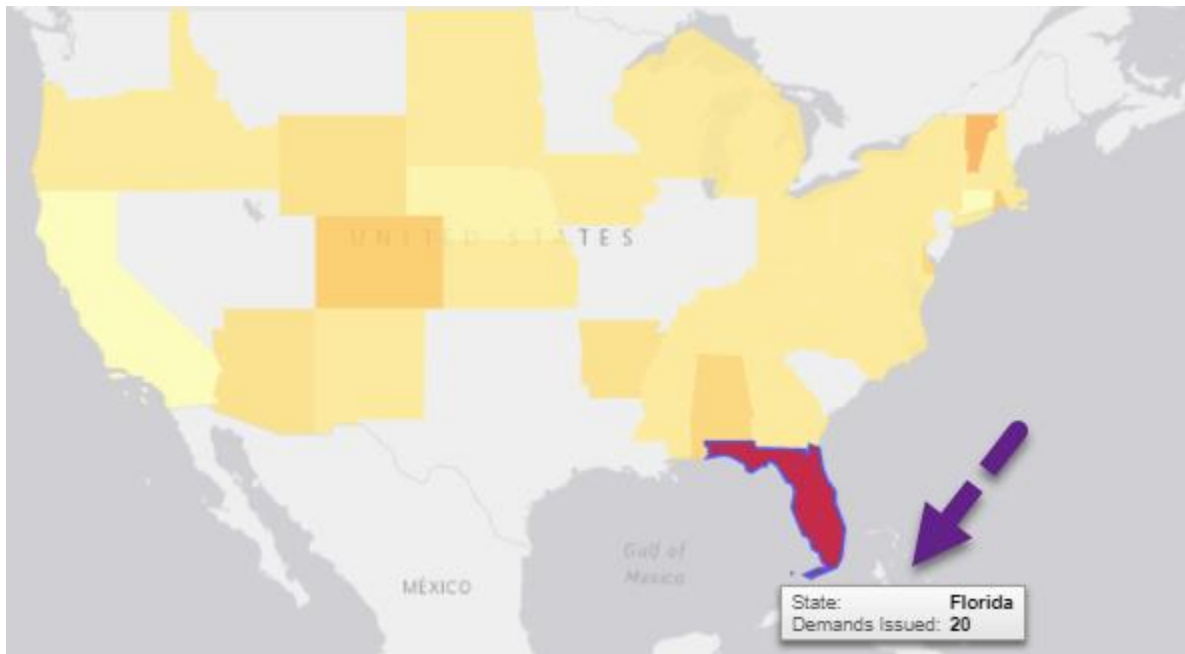 UNITED STATES
Gulf of
Mexico
MÉXICO
State: Florida
Demands Issued: 20